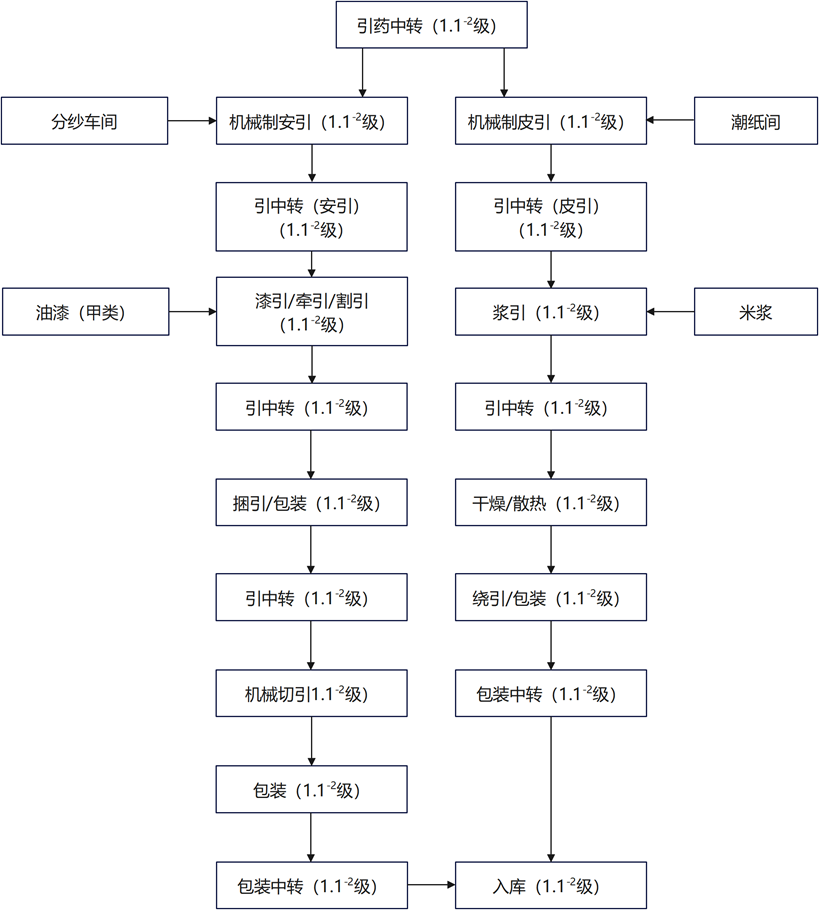 引药中转（1.1⁻²级）
分纱车间
机械制安引（1.1⁻²级）
机械制皮引（1.1⁻²级）
潮纸间
引中转（安引）
（1.1⁻²级）
引中转（皮引）
（1.1⁻²级）
油漆（甲类）
漆引/牵引/割引
（1.1⁻²级）
浆引（1.1⁻²级）
米浆
引中转（1.1⁻²级）
引中转（1.1⁻²级）
捆引/包装（1.1⁻²级）
干燥/散热（1.1⁻²级）
引中转（1.1⁻²级）
绕引/包装（1.1⁻²级）
机械切引1.1⁻²级）
包装中转（1.1⁻²级）
包装（1.1⁻²级）
包装中转（1.1⁻²级）
入库（1.1⁻²级）